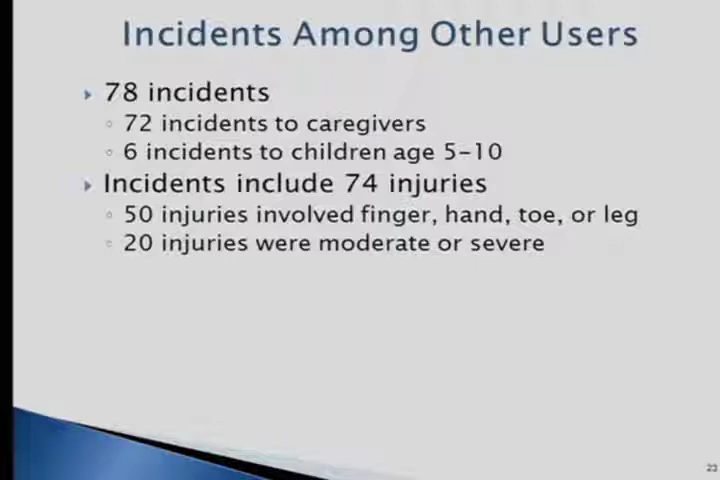 Incidents Among Other Users
78 incidents
72 incidents to caregivers
6 incidents to children age 5–10
Incidents include 74 injuries
50 injuries involved finger, hand, toe, or leg
20 injuries were moderate or severe